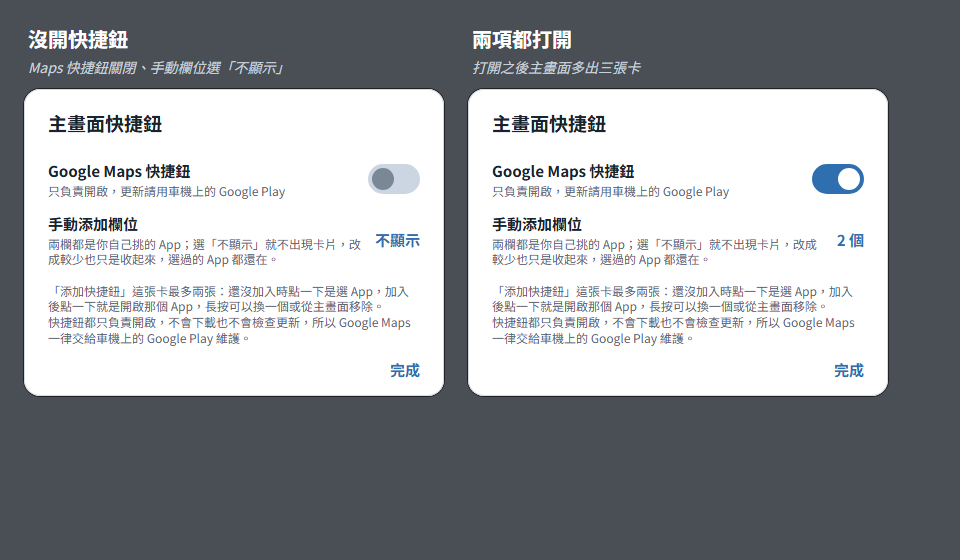 沒開快捷鈕
Maps 快捷鈕關閉、手動欄位選「不顯示」
主畫面快捷鈕
Google Maps 快捷鈕
只負責開啟，更新請用車機上的 Google Play
手動添加欄位
兩欄都是你自己挑的 App；選「不顯示」就不出現卡片，改
成較少也只是收起來，選過的 App 都還在。
不顯示
「添加快捷鈕」這張卡最多兩張：還沒加入時點一下是選 App，加入
後點一下就是開啟那個 App，長按可以換一個或從主畫面移除。
快捷鈕都只負責開啟，不會下載也不會檢查更新，所以 Google Maps
一律交給車機上的 Google Play 維護。
完成
兩項都打開
打開之後主畫面多出三張卡
主畫面快捷鈕
Google Maps 快捷鈕
只負責開啟，更新請用車機上的 Google Play
手動添加欄位
兩欄都是你自己挑的 App；選「不顯示」就不出現卡片，改成
較少也只是收起來，選過的 App 都還在。
2 個
「添加快捷鈕」這張卡最多兩張：還沒加入時點一下是選 App，加入
後點一下就是開啟那個 App，長按可以換一個或從主畫面移除。
快捷鈕都只負責開啟，不會下載也不會檢查更新，所以 Google Maps
一律交給車機上的 Google Play 維護。
完成